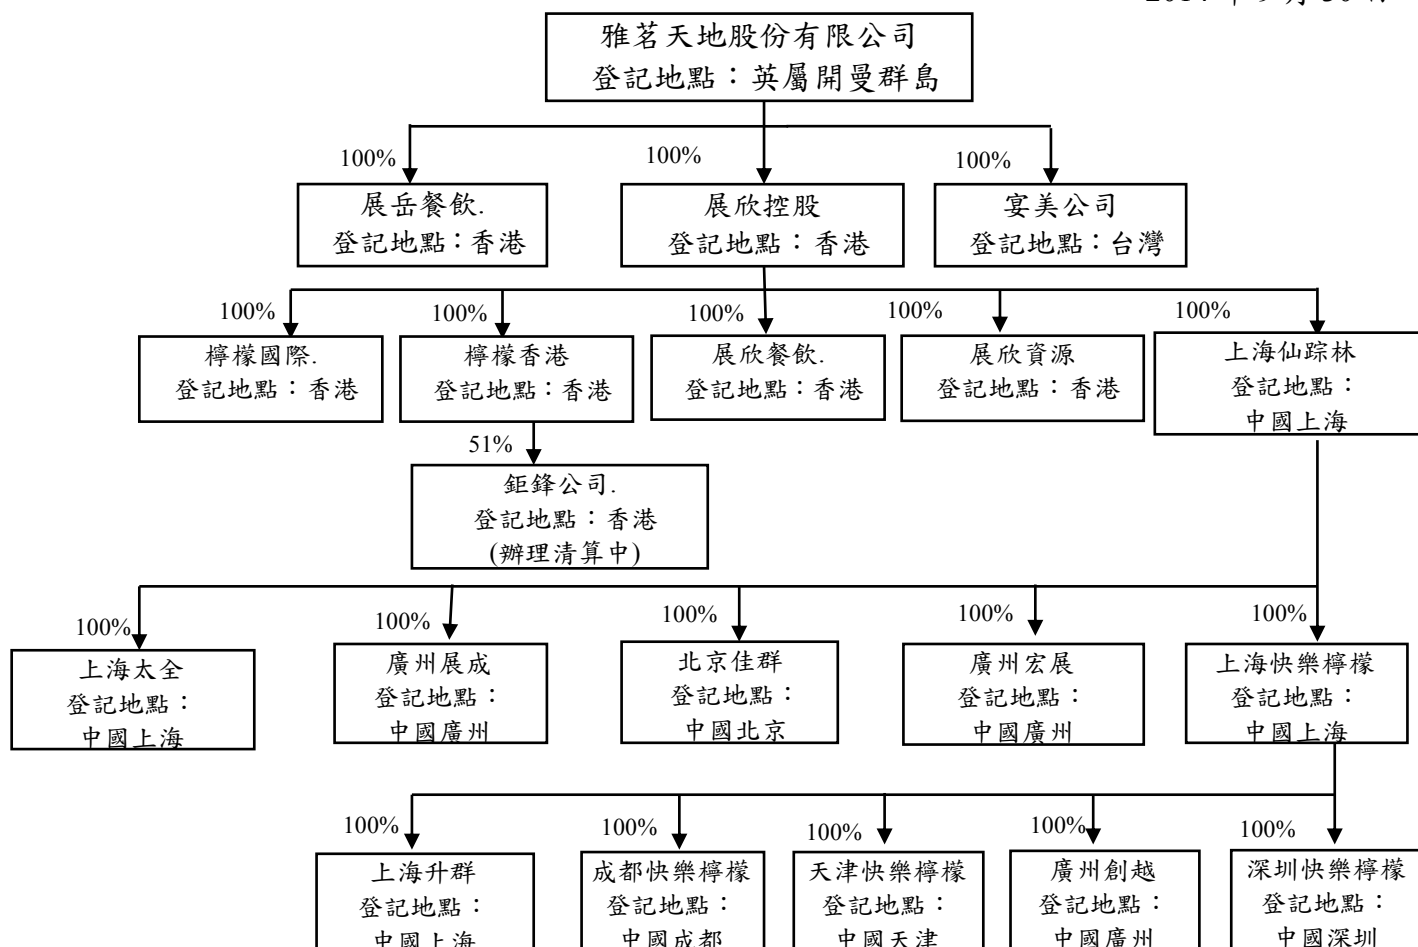 雅茗天地股份有限公司
登記地點：英屬開曼群島
100%
100%
100%
展岳餐飲.
登記地點：香港
展欣控股
登記地點：香港
宴美公司
登記地點：台灣
100%
100%
100%
100%
100%
檸檬國際.
登記地點：香港
檸檬香港
登記地點：香港
展欣餐飲.
登記地點：香港
展欣資源
登記地點：香港
上海仙踪林
登記地點：
中國上海
51%
鉅鋒公司.
登記地點：香港
(辦理清算中)
100%
100%
100%
100%
100%
上海太全
登記地點：
中國上海
廣州展成
登記地點：
中國廣州
北京佳群
登記地點：
中國北京
廣州宏展
登記地點：
中國廣州
上海快樂檸檬
登記地點：
中國上海
100%
100%
100%
100%
100%
上海升群
登記地點：
中國上海
成都快樂檸檬
登記地點：
中國成都
天津快樂檸檬
登記地點：
中國天津
廣州創越
登記地點：
中國廣州
深圳快樂檸檬
登記地點：
中國深圳